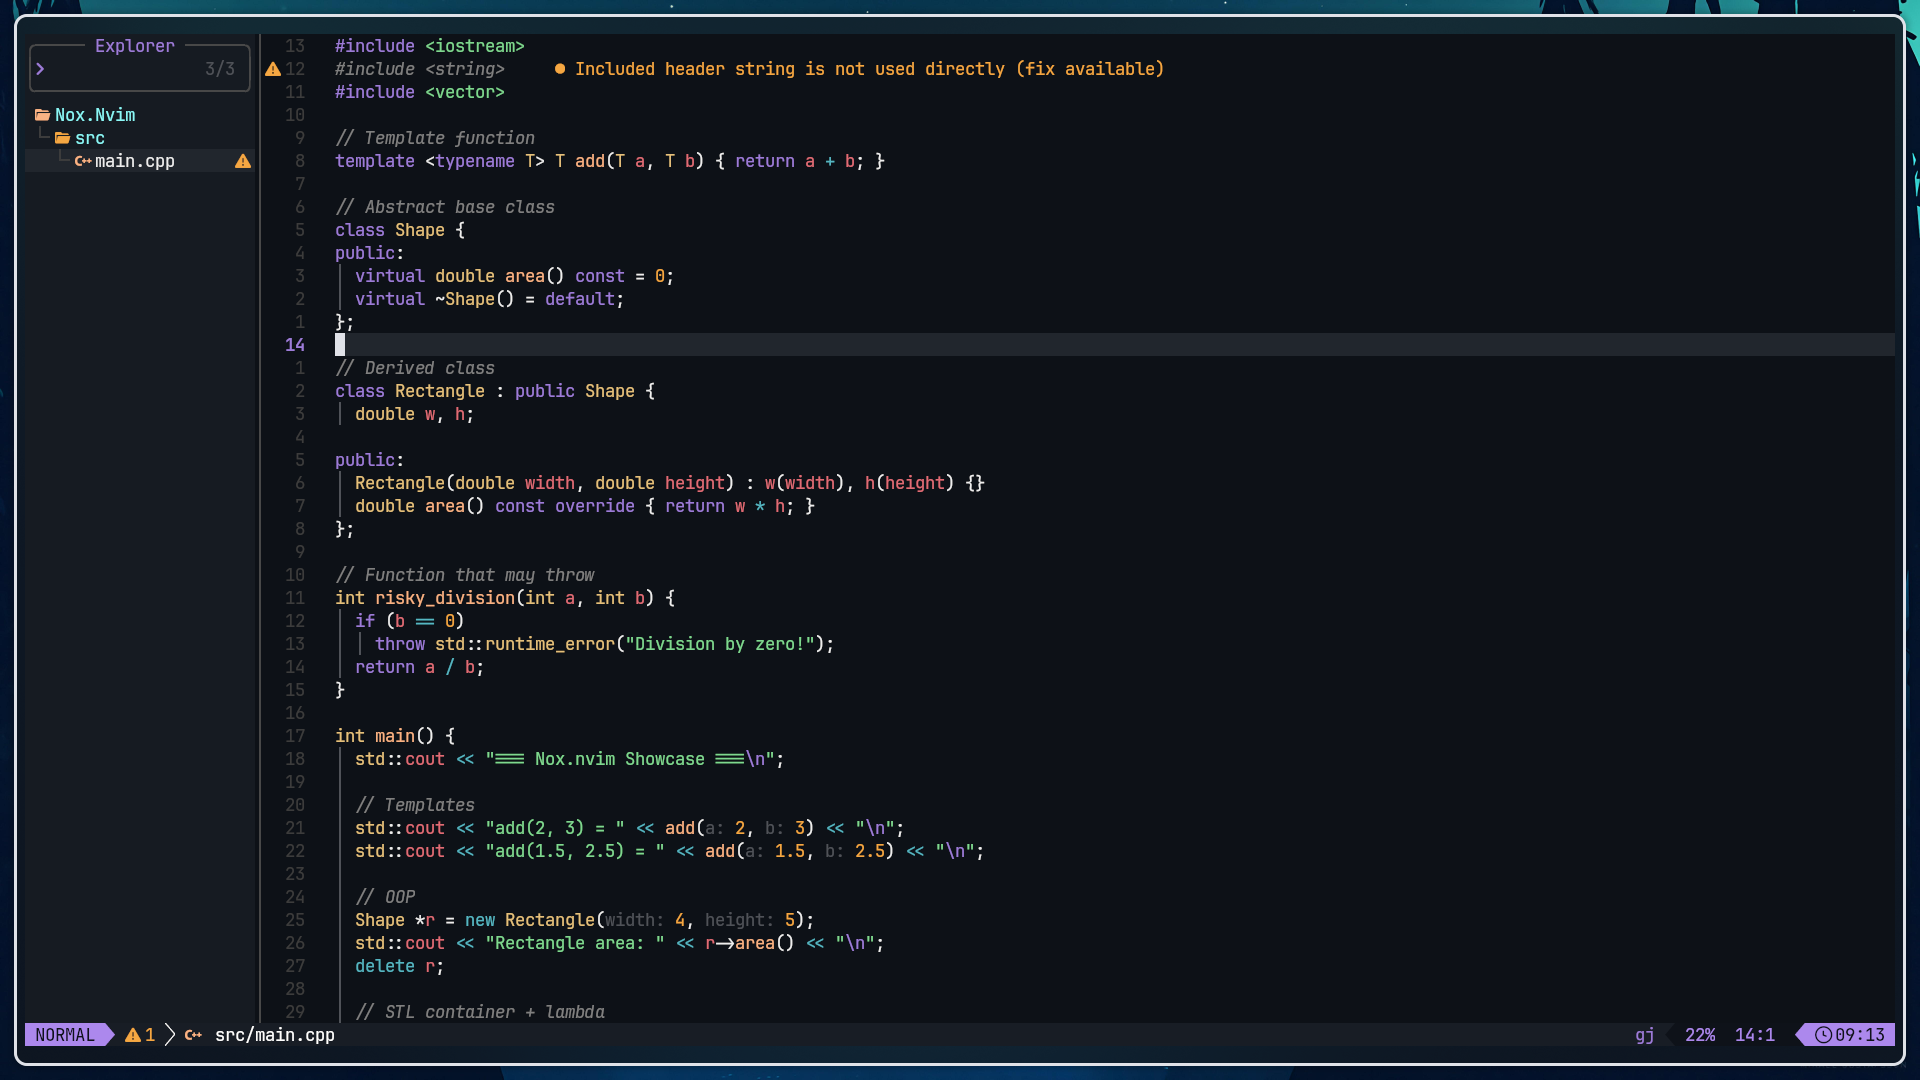 Explorer
3/3
Nox.Nvim
src
C++ main.cpp
13 #include <iostream>
12 #include <string> ● Included header string is not used directly (fix available)
11 #include <vector>
10
9 // Template function
8 template <typename T> T add(T a, T b) { return a + b; }
7
6 // Abstract base class
5 class Shape {
4 public:
3 virtual double area() const = 0;
2 virtual ~Shape() = default;
1 };
14
1 // Derived class
2 class Rectangle : public Shape {
3 double w, h;
4
5 public:
6 Rectangle(double width, double height) : w(width), h(height) {}
7 double area() const override { return w * h; }
8 };
9
10 // Function that may throw
11 int risky_division(int a, int b) {
12 if (b == 0)
13 throw std::runtime_error("Division by zero!");
14 return a / b;
15 }
16
17 int main() {
18 std::cout << "=== Nox.nvim Showcase ===\n";
19
20 // Templates
21 std::cout << "add(2, 3) = " << add(a: 2, b: 3) << "\n";
22 std::cout << "add(1.5, 2.5) = " << add(a: 1.5, b: 2.5) << "\n";
23
24 // OOP
25 Shape *r = new Rectangle(width: 4, height: 5);
26 std::cout << "Rectangle area: " << r->area() << "\n";
27 delete r;
28
29 // STL container + lambda
NORMAL 1 C++ src/main.cpp gj 22% 14:1 09:13